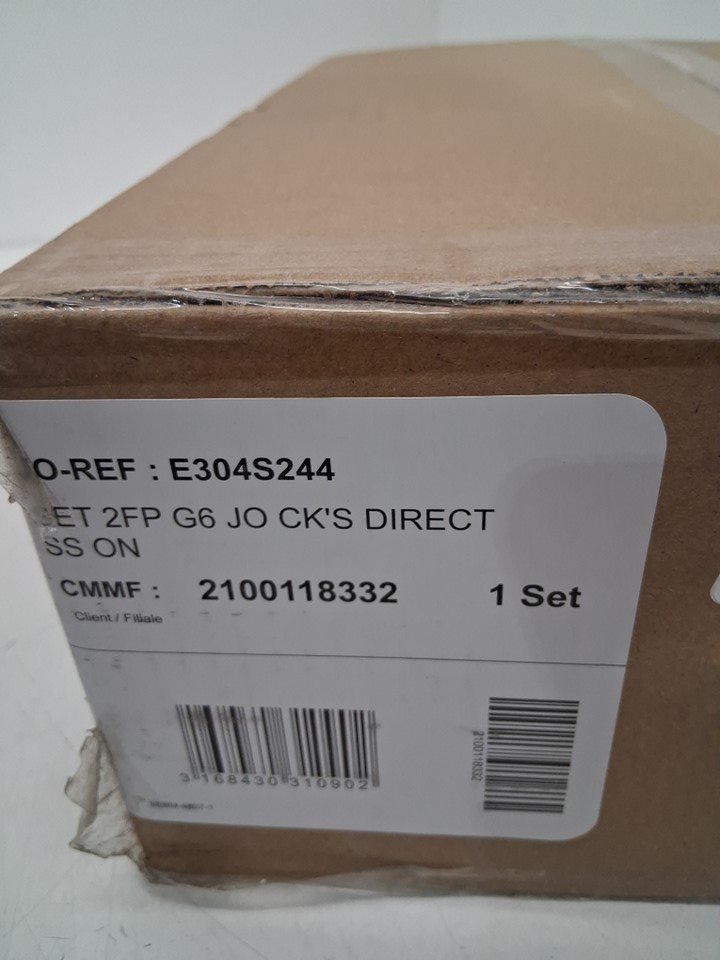 O-REF : E304S244
ET 2FP G6 JO CK'S DIRECT
SS ON
CMMF : 2100118332 1 Set
Client / Filiale
3 168430 310902
2100118332